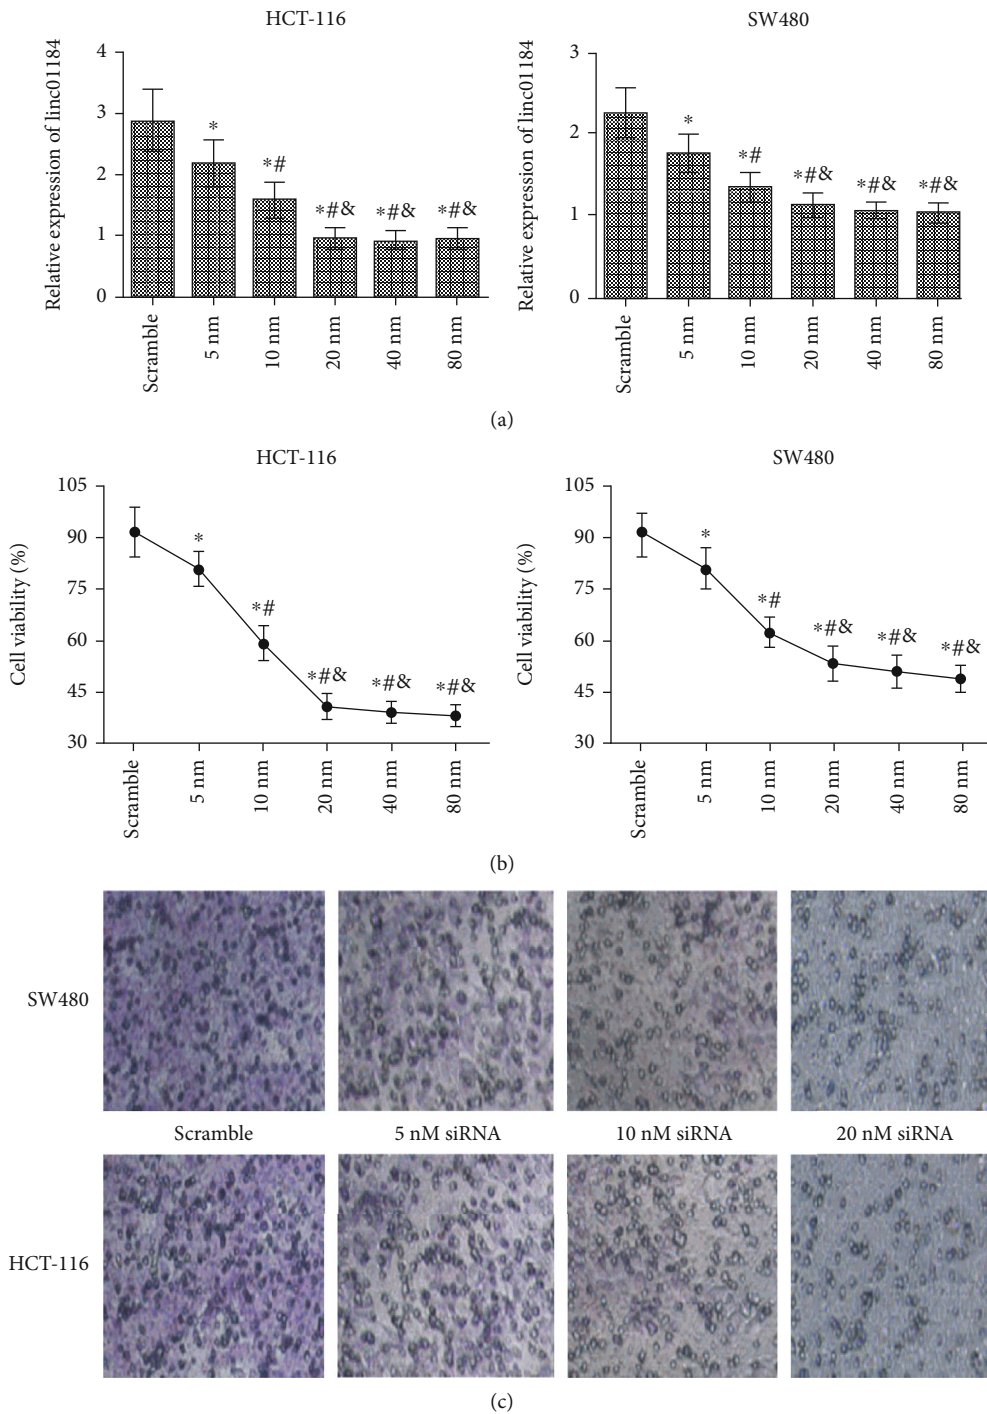 HCT-116
SW480
Relative expression of linc01184
4
3
2
1
0
*
*#
*#&
*#&
*#&
Scramble
5 nm
10 nm
20 nm
40 nm
80 nm
Relative expression of linc01184
3
2
1
0
*
*#
*#&
*#&
*#&
Scramble
5 nm
10 nm
20 nm
40 nm
80 nm
(a)
HCT-116
SW480
Cell viability (%)
105
90
75
60
45
30
*
*#
*#&
*#&
*#&
Scramble
5 nm
10 nm
20 nm
40 nm
80 nm
Cell viability (%)
105
90
75
60
45
30
*
*#
*#&
*#&
*#&
Scramble
5 nm
10 nm
20 nm
40 nm
80 nm
(b)
SW480
Scramble
5 nM siRNA
10 nM siRNA
20 nM siRNA
HCT-116
(c)